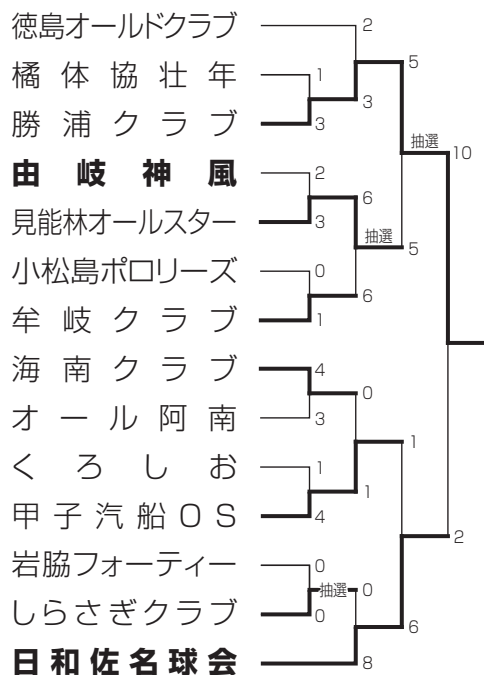 徳島オールドクラブ
橘体協壮年
勝浦クラブ
由岐神風
見能林オールスター
小松島ポロリーズ
牟岐クラブ
海南クラブ
オール阿南
くろしお
甲子汽船OS
岩脇フォーティー
しらさぎクラブ
日和佐名球会
2
1
3
3
5
2
3
6
抽選
5
0
1
6
抽選
10
4
3
0
1
4
1
1
0
0
抽選
0
8
6
2